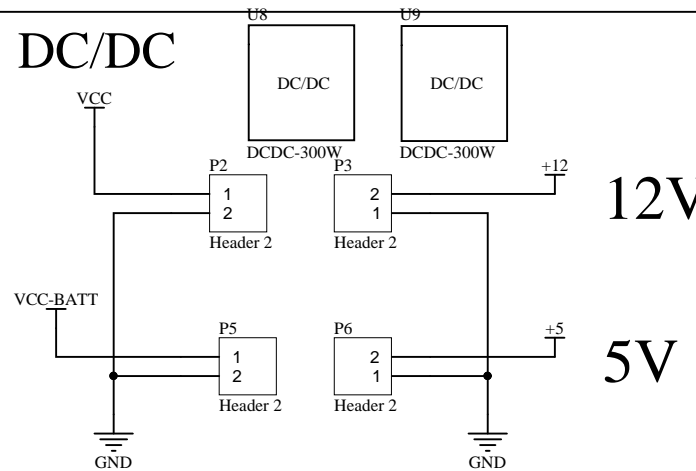 U8
U9
DC/DC
DC/DC
DC/DC
VCC
DCDC-300W
DCDC-300W
P2
P3
+12
1
2
2
1
12V
Header 2
Header 2
VCC-BATT
P5
P6
+5
1
2
2
1
5V
Header 2
Header 2
GND
GND